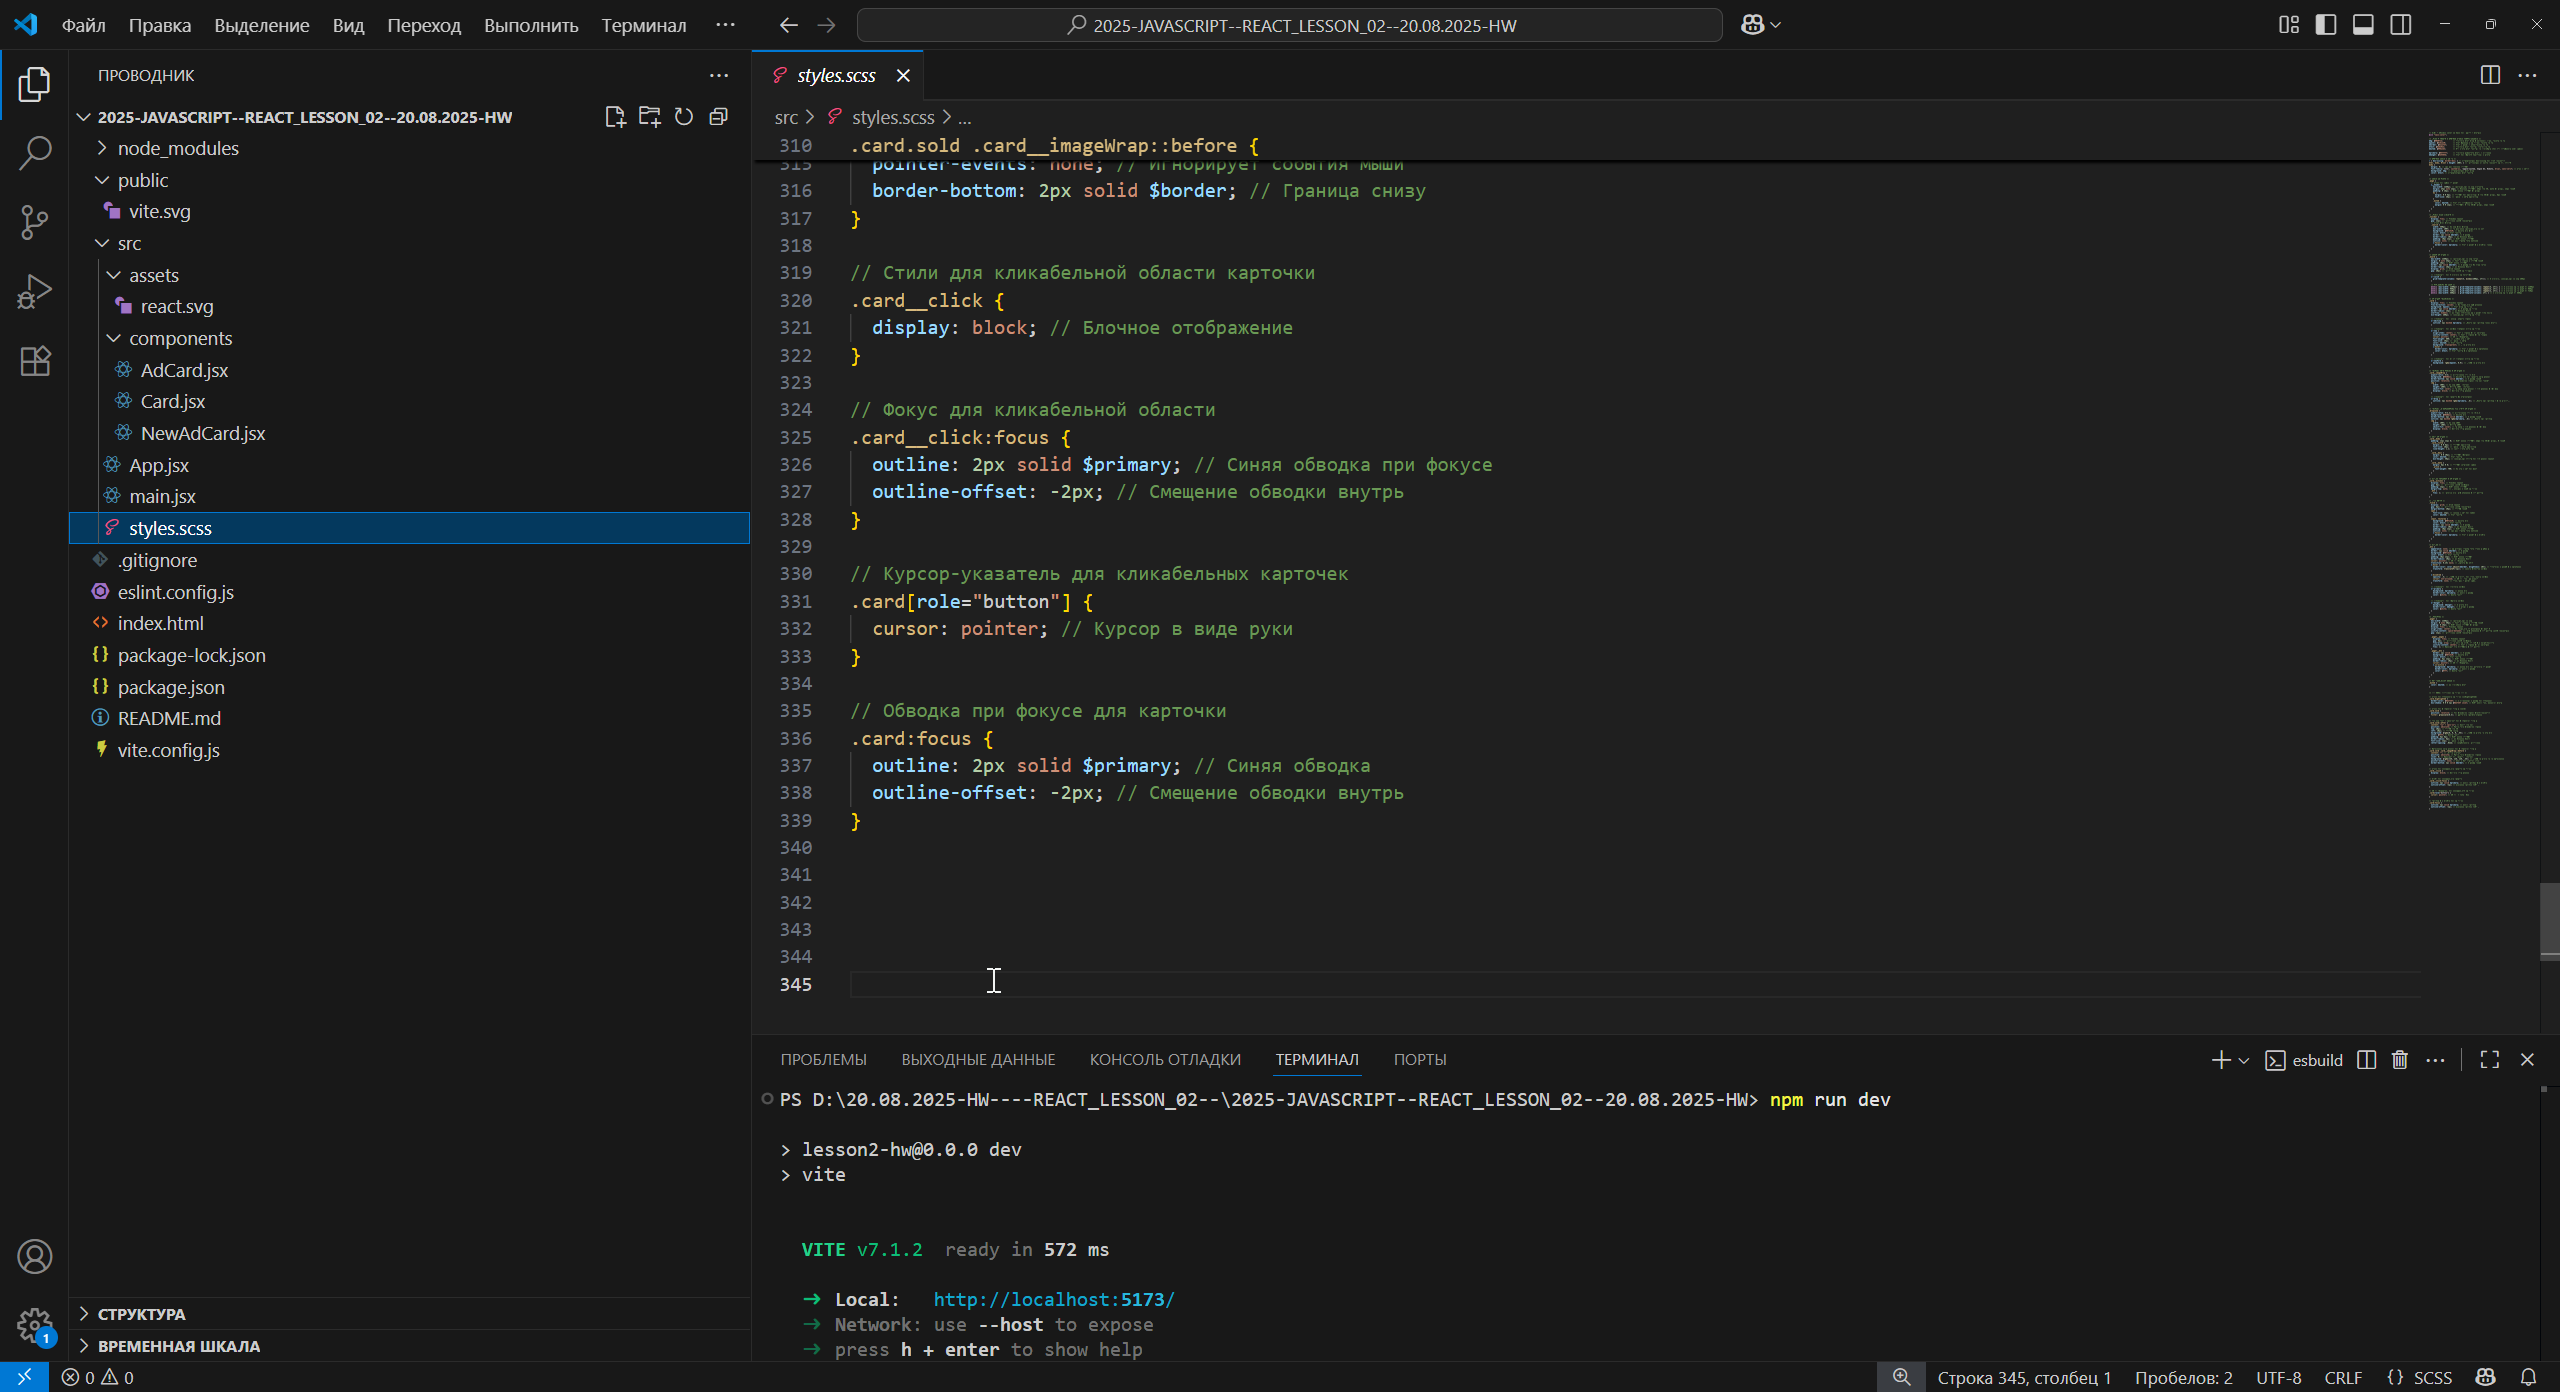 Файл Правка Выделение Вид Переход Выполнить Терминал ···
2025-JAVASCRIPT--REACT_LESSON_02--20.08.2025-HW
ПРОВОДНИК
2025-JAVASCRIPT--REACT_LESSON_02--20.08.2025-HW
node_modules
public
vite.svg
src
assets
react.svg
components
AdCard.jsx
Card.jsx
NewAdCard.jsx
App.jsx
main.jsx
styles.scss
.gitignore
eslint.config.js
index.html
package-lock.json
package.json
README.md
vite.config.js
СТРУКТУРА
ВРЕМЕННАЯ ШКАЛА
styles.scss
src > styles.scss > ...
310 .card.sold .card__imageWrap::before {
315 pointer-events: none; // Игнорирует события мыши
316 border-bottom: 2px solid $border; // Граница снизу
317 }
318
319 // Стили для кликабельной области карточки
320 .card__click {
321 display: block; // Блочное отображение
322 }
323
324 // Фокус для кликабельной области
325 .card__click:focus {
326 outline: 2px solid $primary; // Синяя обводка при фокусе
327 outline-offset: -2px; // Смещение обводки внутрь
328 }
329
330 // Курсор-указатель для кликабельных карточек
331 .card[role="button"] {
332 cursor: pointer; // Курсор в виде руки
333 }
334
335 // Обводка при фокусе для карточки
336 .card:focus {
337 outline: 2px solid $primary; // Синяя обводка
338 outline-offset: -2px; // Смещение обводки внутрь
339 }
340
341
342
343
344
345
ПРОБЛЕМЫ ВЫХОДНЫЕ ДАННЫЕ КОНСОЛЬ ОТЛАДКИ ТЕРМИНАЛ ПОРТЫ
esbuild
PS D:\20.08.2025-HW----REACT_LESSON_02--\2025-JAVASCRIPT--REACT_LESSON_02--20.08.2025-HW> npm run dev
> lesson2-hw@0.0.0 dev
> vite
VITE v7.1.2 ready in 572 ms
➜ Local: http://localhost:5173/
➜ Network: use --host to expose
➜ press h + enter to show help
1
0 0
Строка 345, столбец 1 Пробелов: 2 UTF-8 CRLF {} SCSS